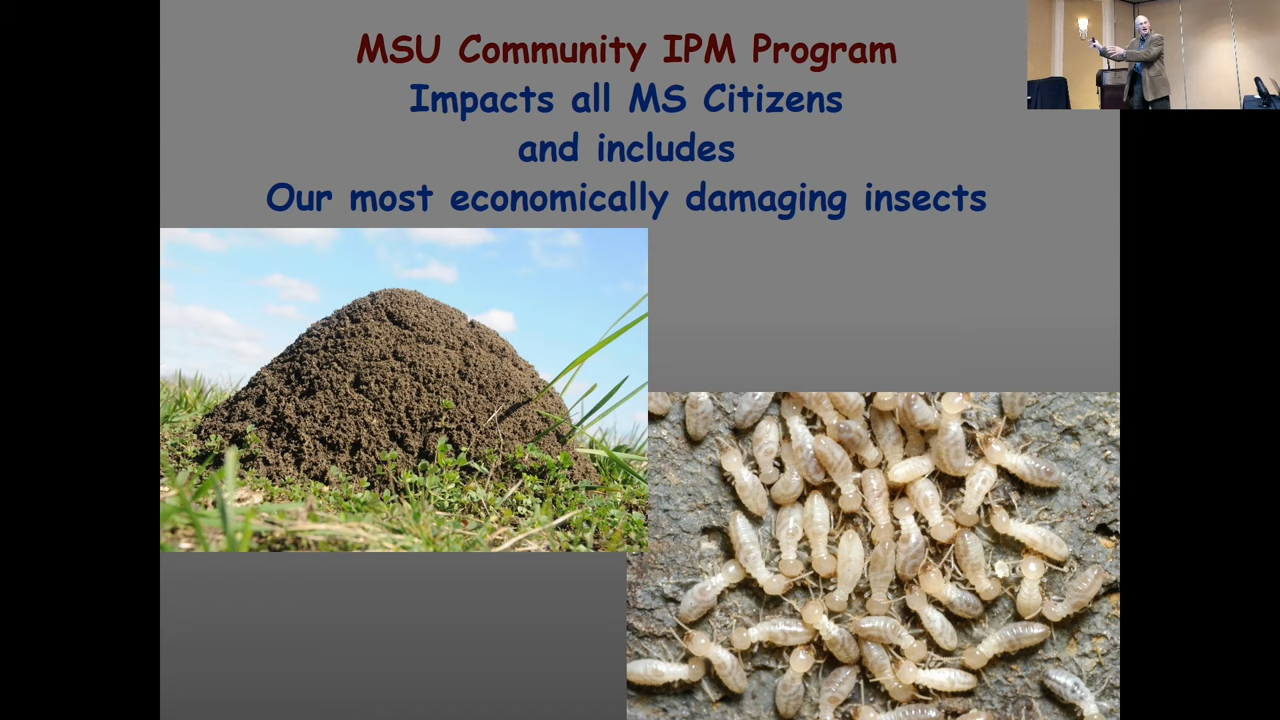 MSU Community IPM Program
Impacts all MS Citizens
and includes
Our most economically damaging insects